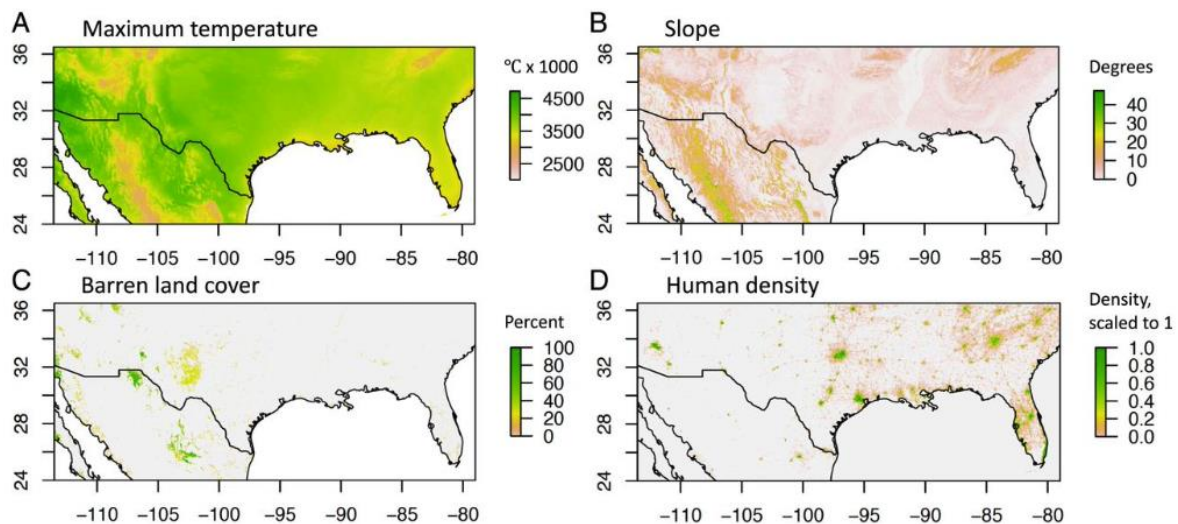 A Maximum temperature
36
32
28
24
−110 −105 −100 −95 −90 −85 −80
°C x 1000
4500
3500
2500
B Slope
36
32
28
24
−110 −105 −100 −95 −90 −85 −80
Degrees
40
30
20
10
0
C Barren land cover
36
32
28
24
−110 −105 −100 −95 −90 −85 −80
Percent
100
80
60
40
20
0
D Human density
36
32
28
24
−110 −105 −100 −95 −90 −85 −80
Density,
scaled to 1
1.0
0.8
0.6
0.4
0.2
0.0